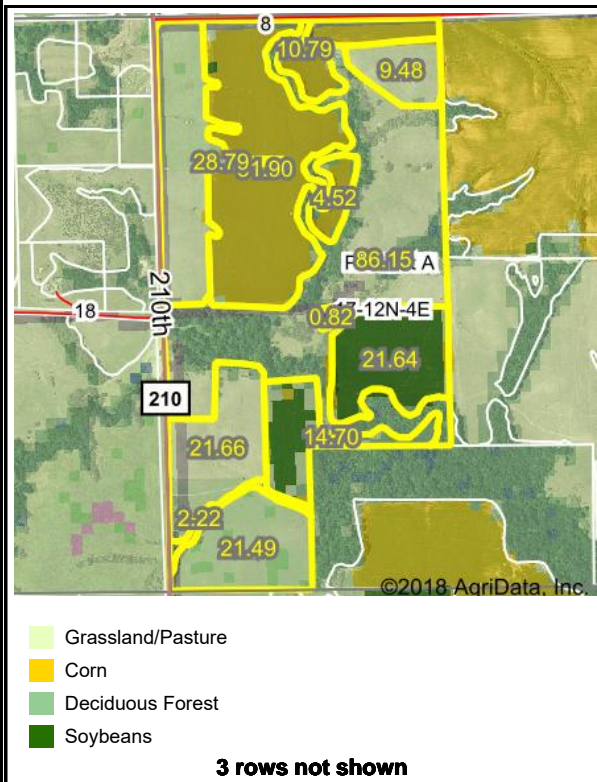 8
10.79
9.48
28.79
1.90
4.52
86.15
A
17-12N-4E
0.82
210th
18
21.64
210
21.66
14.70
2.22
21.49
©2018 AgriData, Inc.
Grassland/Pasture
Corn
Deciduous Forest
Soybeans
3 rows not shown